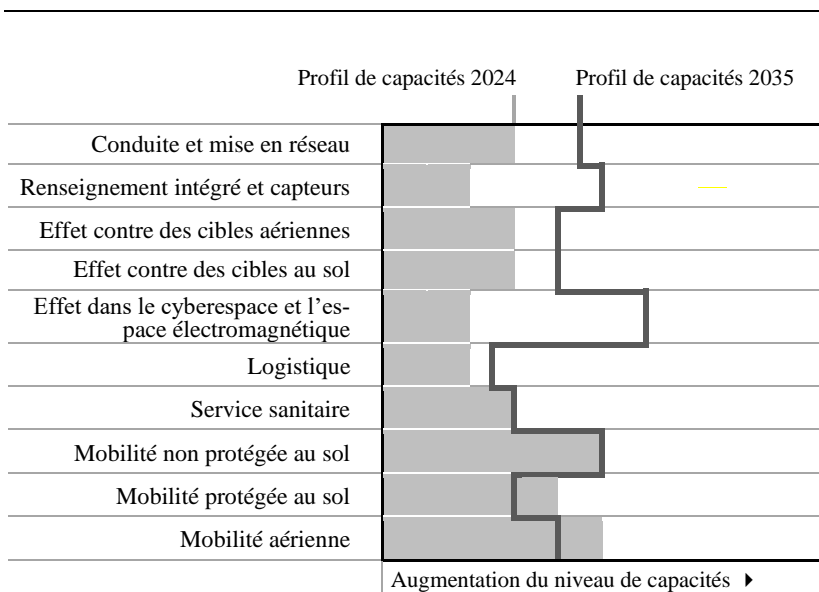 Profil de capacités 2024 Profil de capacités 2035
Conduite et mise en réseau
Renseignement intégré et capteurs
Effet contre des cibles aériennes
Effet contre des cibles au sol
Effet dans le cyberespace et l’es-
pace électromagnétique
Logistique
Service sanitaire
Mobilité non protégée au sol
Mobilité protégée au sol
Mobilité aérienne
Augmentation du niveau de capacités